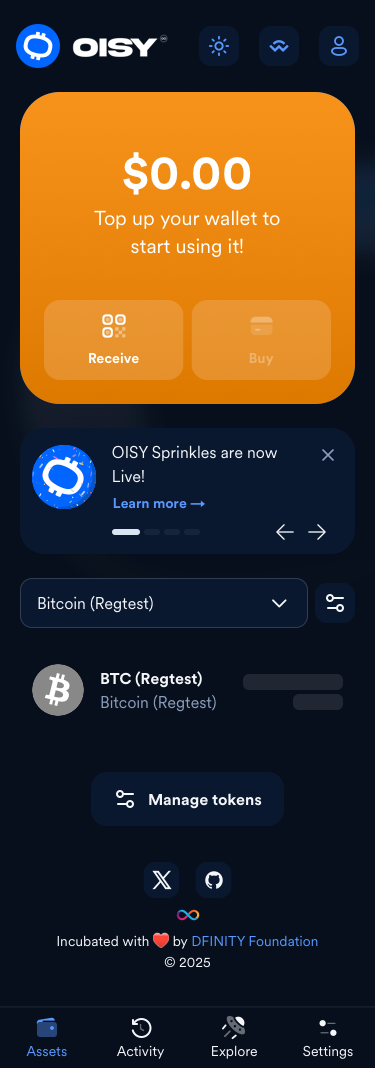 OISY
$0.00
Top up your wallet to
start using it!
Receive
Buy
OISY Sprinkles are now
Live!
Learn more →
Bitcoin (Regtest)
BTC (Regtest)
Bitcoin (Regtest)
Manage tokens
Incubated with ❤️ by DFINITY Foundation
© 2025
Assets
Activity
Explore
Settings